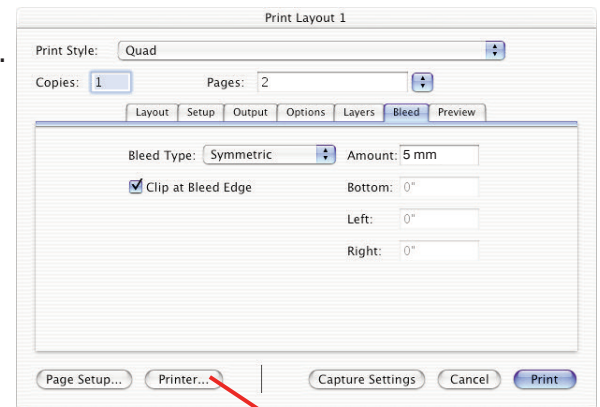 Print Layout 1
Print Style: Quad
Copies: 1 Pages: 2
Layout Setup Output Options Layers Bleed Preview
Bleed Type: Symmetric Amount: 5 mm
Clip at Bleed Edge Bottom: 0"
Left: 0"
Right: 0"
Page Setup... Printer... Capture Settings Cancel Print